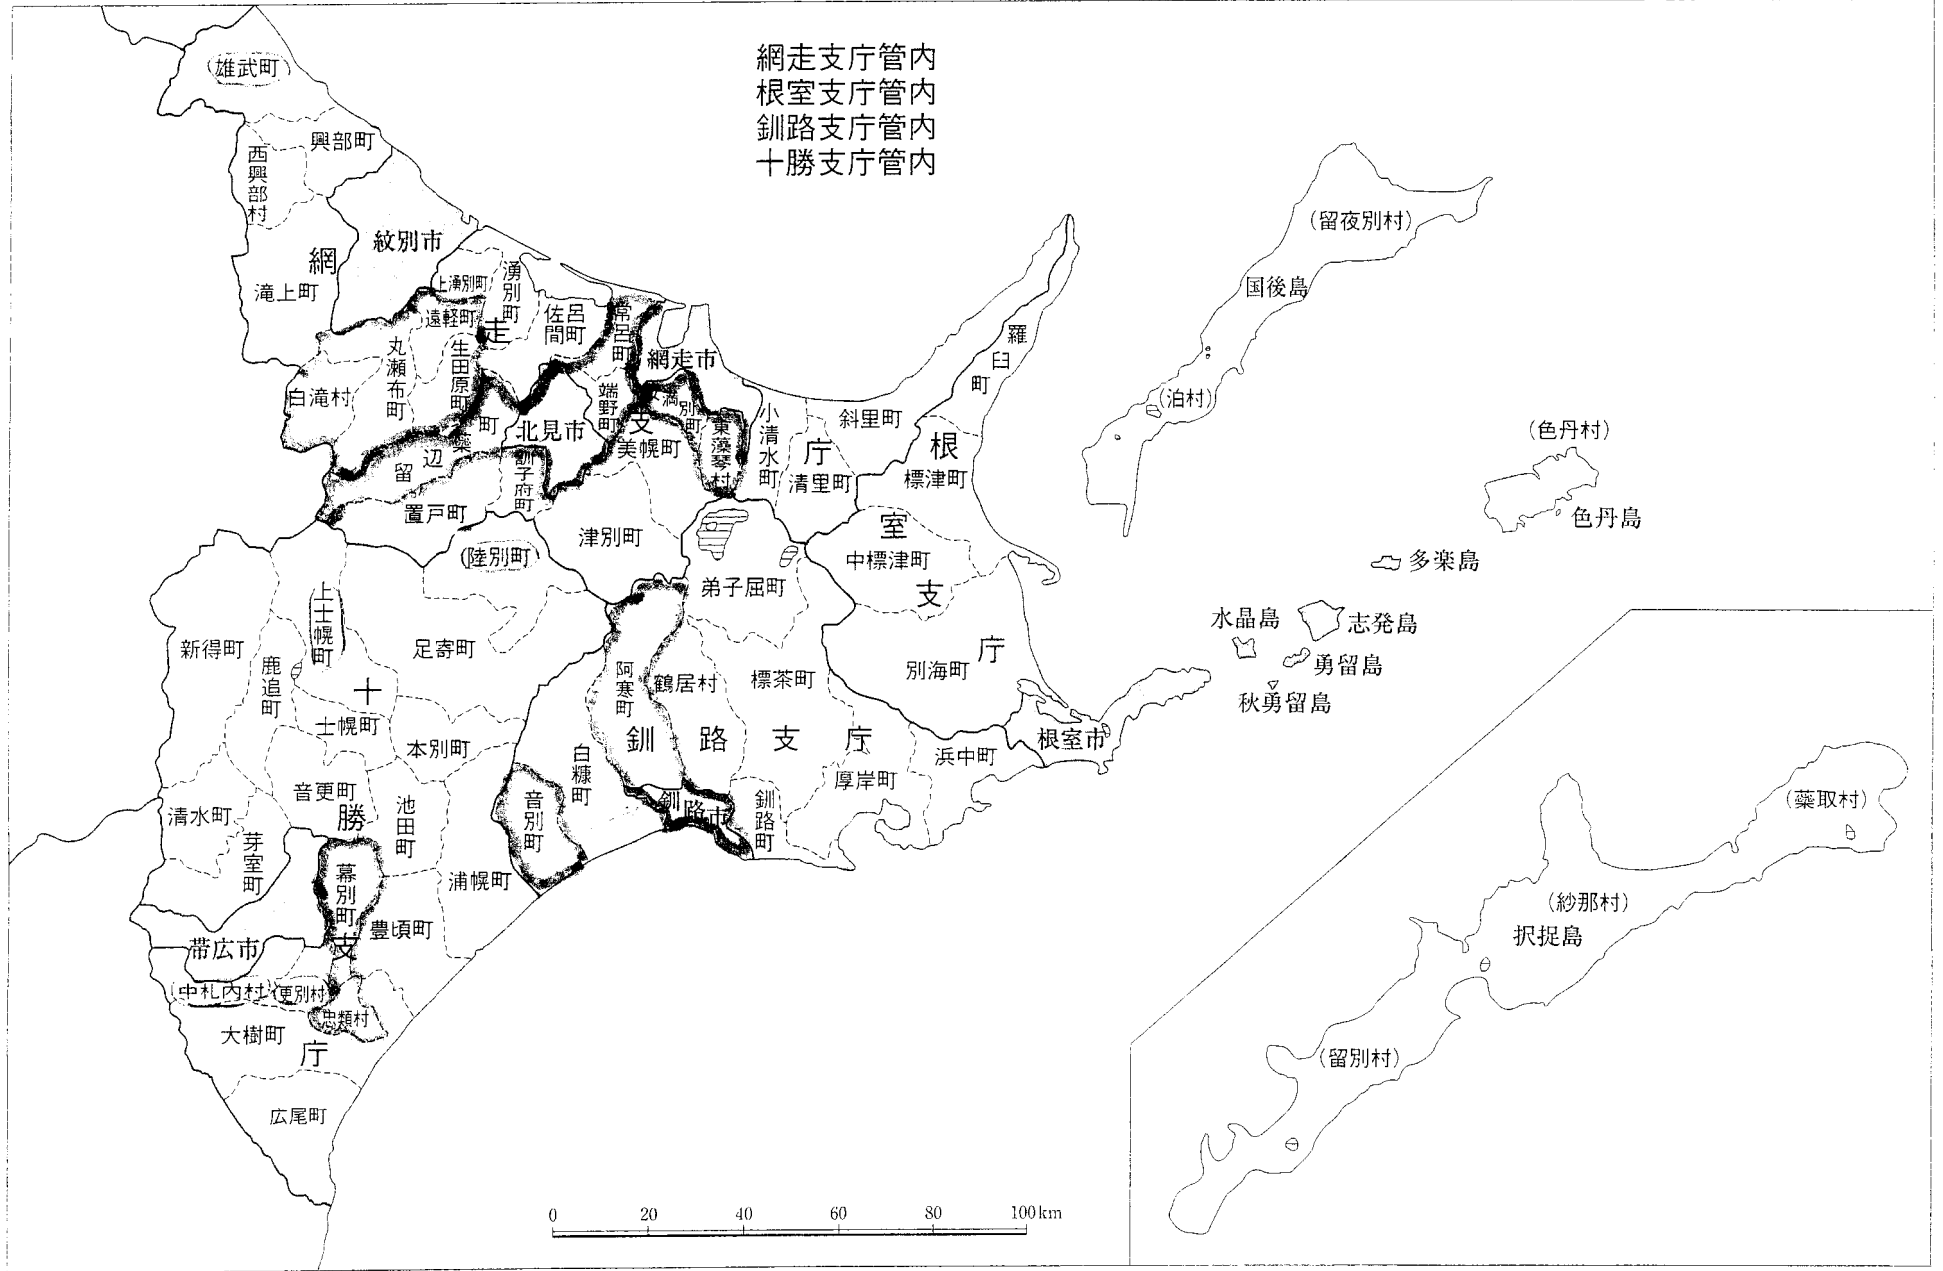 網走支庁管内
根室支庁管内
釧路支庁管内
十勝支庁管内
(雄武町)
興部町
西興部村
紋別市
網
滝上町
上湧別町
湧別町
遠軽町
走
佐呂間町
常呂町
丸瀬布町
生田原町
白滝村
網走市
端野町
女満別町
北見市
支
東藻琴村
小清水町
斜里町
庁
清里町
美幌町
留辺蘂町
訓子府町
置戸町
津別町
羅臼町
根
標津町
室
中標津町
支
庁
別海町
根室市
(陸別町)
弟子屈町
上士幌町
新得町
鹿追町
足寄町
十
士幌町
本別町
阿寒町
鶴居村
標茶町
釧
路
支
庁
浜中町
厚岸町
白糠町
釧路市
釧路町
音別町
音更町
勝
池田町
清水町
芽室町
幕別町
浦幌町
豊頃町
支
帯広市
(中札内村)
(更別村)
忠類村
大樹町
庁
広尾町
(留夜別村)
国後島
(泊村)
(色丹村)
色丹島
多楽島
水晶島
志発島
勇留島
秋勇留島
(蘂取村)
(紗那村)
択捉島
(留別村)
0 20 40 60 80 100km